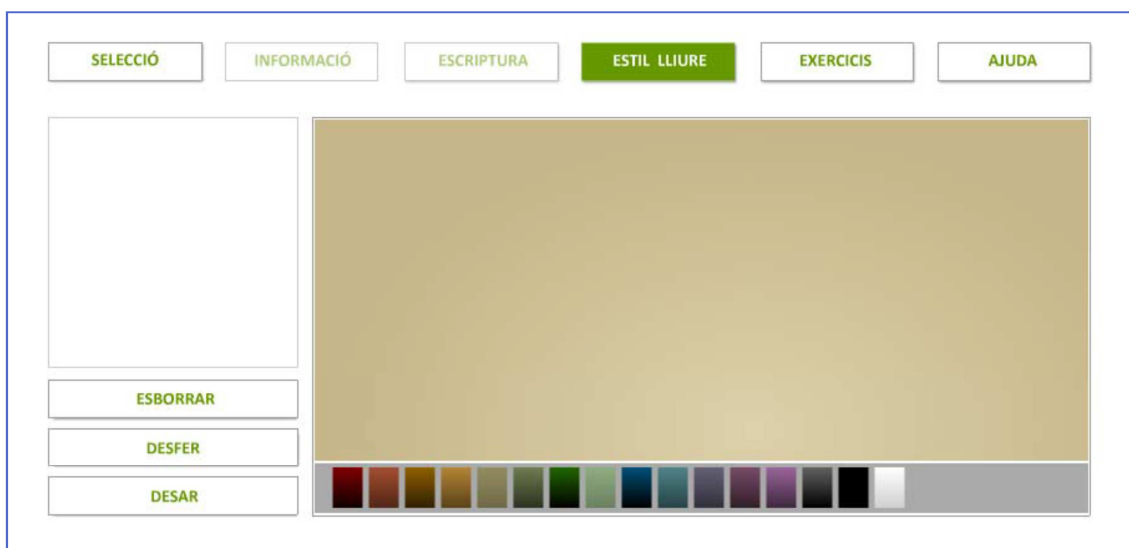 SELECCIÓ INFORMACIÓ ESCRIPTURA ESTIL LLIURE EXERCICIS AJUDA
ESBORRAR
DESFER
DESAR